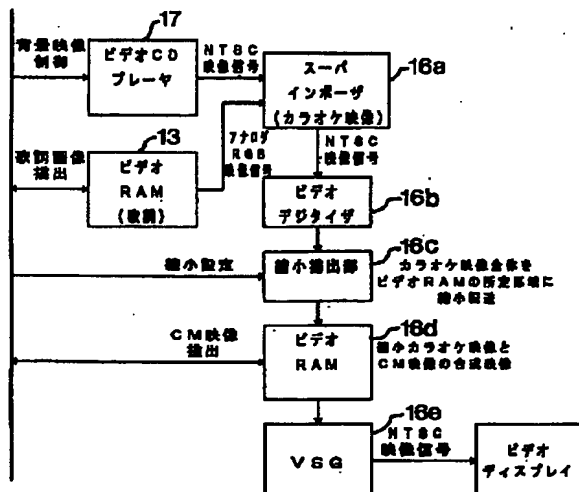 17
背景映像
制御
ビデオCD
プレーヤ
NTSC
映像信号
スーパ
インポーザ
(カラオケ映像)
16a
13
歌詞画像
描出
ビデオ
RAM
(歌詞)
アナログ
RGB
映像信号
NTSC
映像信号
ビデオ
デジタイザ
16b
縮小設定
縮小描出部
16c
カラオケ映像全体を
ビデオRAMの所定領域に
縮小記述
CM映像
描出
ビデオ
RAM
16d
縮小カラオケ映像と
CM映像の合成映像
VSG
16e
NTSC
映像信号
ビデオ
ディスプレイ